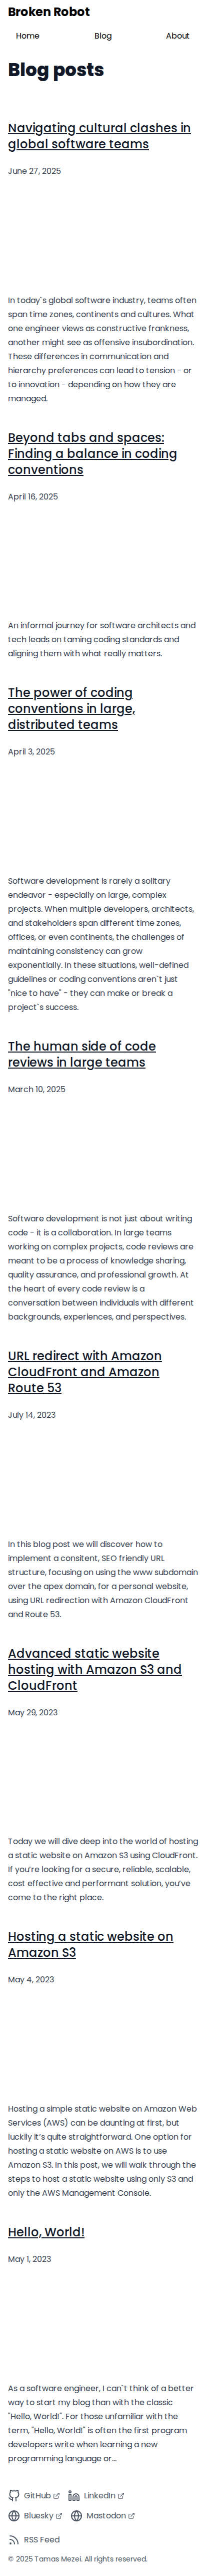 Broken Robot
Home Blog About
Blog posts
Navigating cultural clashes in
global software teams
June 27, 2025
In today`s global software industry, teams often
span time zones, continents and cultures. What
one engineer views as constructive frankness,
another might see as offensive insubordination.
These differences in communication and
hierarchy preferences can lead to tension - or
to innovation - depending on how they are
managed.
Beyond tabs and spaces:
Finding a balance in coding
conventions
April 16, 2025
An informal journey for software architects and
tech leads on taming coding standards and
aligning them with what really matters.
The power of coding
conventions in large,
distributed teams
April 3, 2025
Software development is rarely a solitary
endeavor - especially on large, complex
projects. When multiple developers, architects,
and stakeholders span different time zones,
offices, or even continents, the challenges of
maintaining consistency can grow
exponentially. In these situations, well-defined
guidelines or coding conventions aren`t just
"nice to have" - they can make or break a
project`s success.
The human side of code
reviews in large teams
March 10, 2025
Software development is not just about writing
code - it is a collaboration. In large teams
working on complex projects, code reviews are
meant to be a process of knowledge sharing,
quality assurance, and professional growth. At
the heart of every code review is a
conversation between individuals with different
backgrounds, experiences, and perspectives.
URL redirect with Amazon
CloudFront and Amazon
Route 53
July 14, 2023
In this blog post we will discover how to
implement a consitent, SEO friendly URL
structure, focusing on using the www subdomain
over the apex domain, for a personal website,
using URL redirection with Amazon CloudFront
and Route 53.
Advanced static website
hosting with Amazon S3 and
CloudFront
May 29, 2023
Today we will dive deep into the world of hosting
a static website on Amazon S3 using CloudFront.
If you’re looking for a secure, reliable, scalable,
cost effective and performant solution, you’ve
come to the right place.
Hosting a static website on
Amazon S3
May 4, 2023
Hosting a simple static website on Amazon Web
Services (AWS) can be daunting at first, but
luckily it’s quite straightforward. One option for
hosting a static website on AWS is to use
Amazon S3. In this post, we will walk through the
steps to host a static website using only S3 and
only the AWS Management Console.
Hello, World!
May 1, 2023
As a software engineer, I can`t think of a better
way to start my blog than with the classic
"Hello, World!". For those unfamiliar with the
term, "Hello, World!" is often the first program
developers write when learning a new
programming language or...
GitHub LinkedIn
Bluesky Mastodon
RSS Feed
© 2025 Tamas Mezei. All rights reserved.